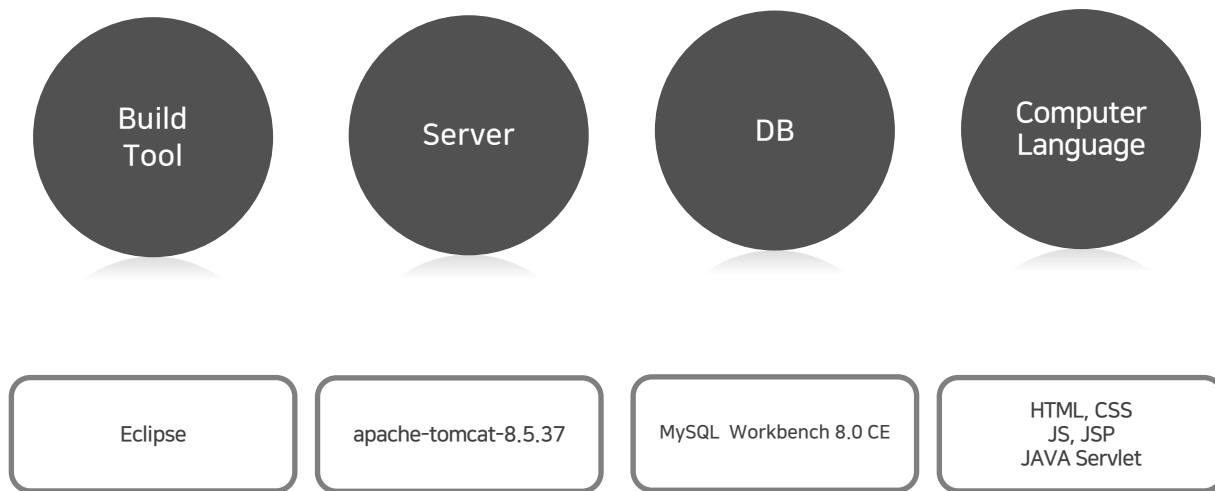 Build
Tool
Server
DB
Computer
Language
Eclipse
apache-tomcat-8.5.37
MySQL Workbench 8.0 CE
HTML, CSS
JS, JSP
JAVA Servlet